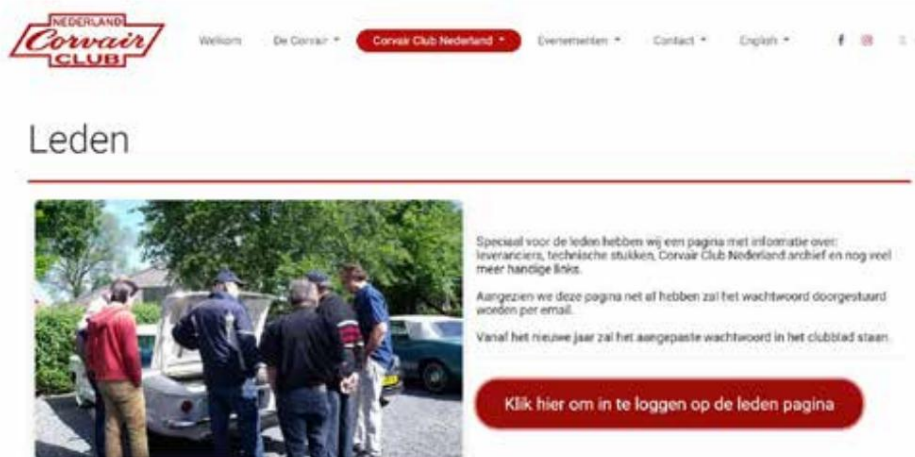 NEDERLAND
Corvair
CLUB
Welkom De Corvair Corvair Club Nederland Evenementen Contact English
Leden
Speciaal voor de leden hebben wij een pagina met informatie over:
leveranciers, technische stukken, Corvair Club Nederland archief en nog veel
meer handige links.
Aangezien we deze pagina net af hebben zal het wachtwoord doorgestuurd
worden per email.
Vanaf het nieuwe jaar zal het aangepaste wachtwoord in het clubblad staan.
Klik hier om in te loggen op de leden pagina